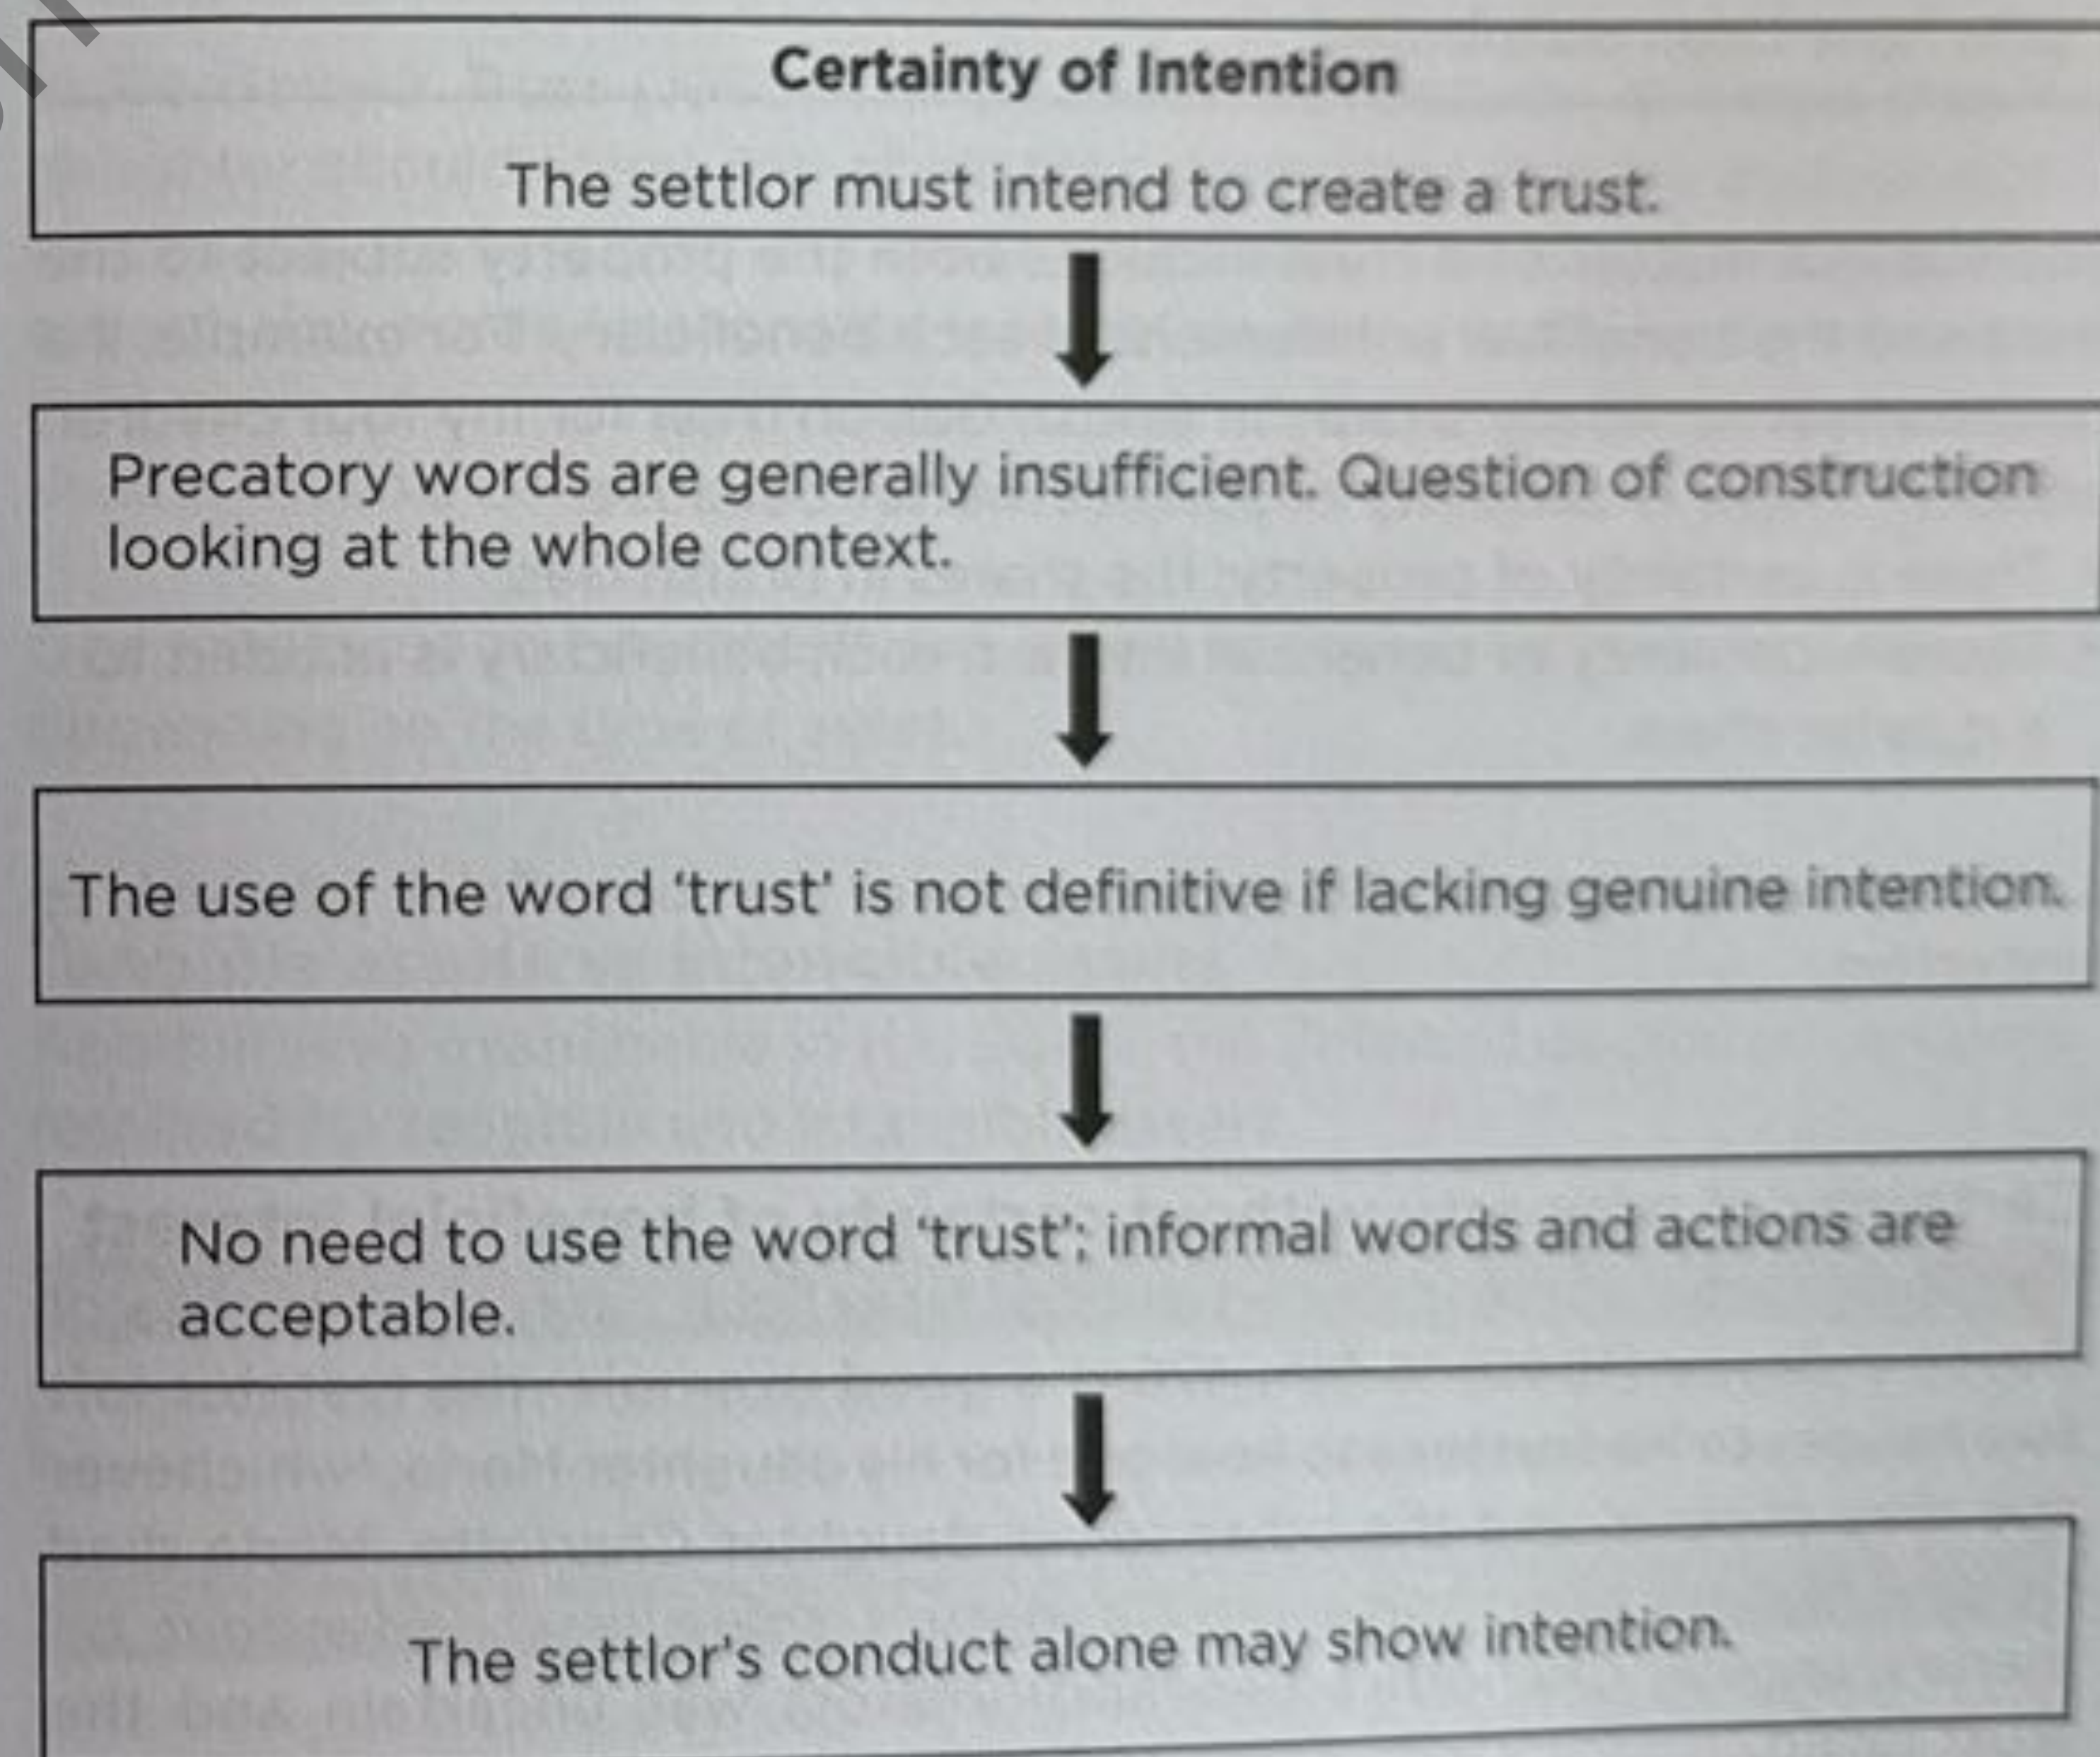 Certainty of Intention
The settlor must intend to create a trust.
Precatory words are generally insufficient. Question of construction
looking at the whole context.
The use of the word ‘trust’ is not definitive if lacking genuine intention.
No need to use the word ‘trust’; informal words and actions are
acceptable.
The settlor's conduct alone may show intention.